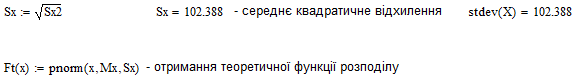 Sx := √Sx2 Sx = 102.388 - середнє квадратичне відхилення stdev(X) = 102.388
Ft(x) := pnorm(x, Mx, Sx) - отримання теоретичної функції розподілу